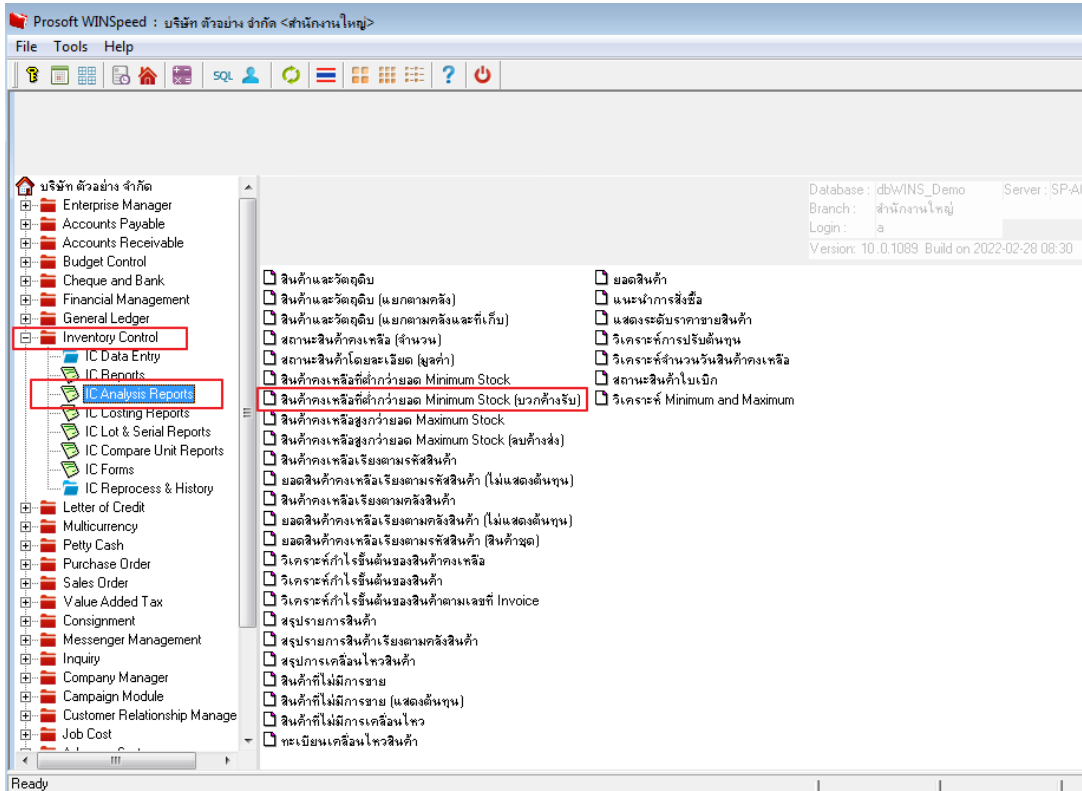 Prosoft WINSpeed : บริษัท ตัวอย่าง จำกัด <สำนักงานใหญ่>
File Tools Help
SQL ?
บริษัท ตัวอย่าง จำกัด
Enterprise Manager
Accounts Payable
Accounts Receivable
Budget Control
Cheque and Bank
Financial Management
General Ledger
Inventory Control
IC Data Entry
IC Reports
IC Analysis Reports
IC Costing Reports
IC Lot & Serial Reports
IC Compare Unit Reports
IC Forms
IC Reprocess & History
Letter of Credit
Multicurrency
Petty Cash
Purchase Order
Sales Order
Value Added Tax
Consignment
Messenger Management
Inquiry
Company Manager
Campaign Module
Customer Relationship Manage
Job Cost
Database : dbWINS_Demo Server : SP-A
Branch : สำนักงานใหญ่
Login : a
Version: 10.0.1089 Build on 2022-02-28 08:30
สินค้าและวัตถุดิบ
สินค้าและวัตถุดิบ (แยกตามคลัง)
สินค้าและวัตถุดิบ (แยกตามคลังและที่เก็บ)
สถานะสินค้าคงเหลือ (จำนวน)
สถานะสินค้าโดยละเอียด (มูลค่า)
สินค้าคงเหลือที่ต่ำกว่ายอด Minimum Stock
สินค้าคงเหลือที่ต่ำกว่ายอด Minimum Stock (บวกค้างรับ)
สินค้าคงเหลือสูงกว่ายอด Maximum Stock
สินค้าคงเหลือสูงกว่ายอด Maximum Stock (ลบค้างส่ง)
สินค้าคงเหลือเรียงตามรหัสสินค้า
ยอดสินค้าคงเหลือเรียงตามรหัสสินค้า (ไม่แสดงต้นทุน)
สินค้าคงเหลือเรียงตามคลังสินค้า
ยอดสินค้าคงเหลือเรียงตามคลังสินค้า (ไม่แสดงต้นทุน)
ยอดสินค้าคงเหลือเรียงตามรหัสสินค้า (สินค้าชุด)
วิเคราะห์กำไรขั้นต้นของสินค้าคงเหลือ
วิเคราะห์กำไรขั้นต้นของสินค้า
วิเคราะห์กำไรขั้นต้นของสินค้าตามเลขที่ Invoice
สรุปรายการสินค้า
สรุปรายการสินค้าเรียงตามคลังสินค้า
สรุปการเคลื่อนไหวสินค้า
สินค้าที่ไม่มีการขาย
สินค้าที่ไม่มีการขาย (แสดงต้นทุน)
สินค้าที่ไม่มีการเคลื่อนไหว
ทะเบียนเคลื่อนไหวสินค้า
ยอดสินค้า
แนะนำการสั่งซื้อ
แสดงระดับราคาขายสินค้า
วิเคราะห์การปรับต้นทุน
วิเคราะห์จำนวนวันสินค้าคงเหลือ
สถานะสินค้าใบเบิก
วิเคราะห์ Minimum and Maximum
Ready